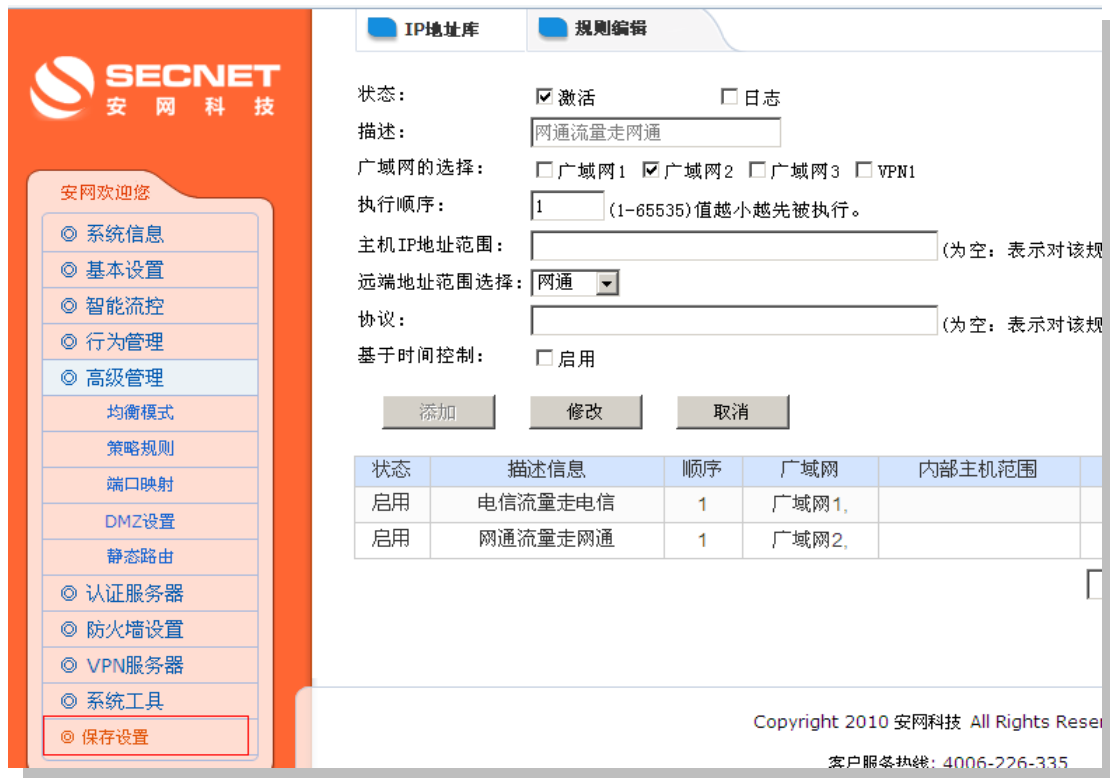 IP地址库 规则编辑
SECNET
安网科技
安网欢迎您
◎ 系统信息
◎ 基本设置
◎ 智能流控
◎ 行为管理
◎ 高级管理
均衡模式
策略规则
端口映射
DMZ设置
静态路由
◎ 认证服务器
◎ 防火墙设置
◎ VPN服务器
◎ 系统工具
◎ 保存设置
状态： 激活 日志
描述： 网通流量走网通
广域网的选择： 广域网1 广域网2 广域网3 VPN1
执行顺序： 1 (1-65535)值越小越先被执行。
主机IP地址范围： (为空：表示对该规
远端地址范围选择： 网通
协议： (为空：表示对该规
基于时间控制： 启用
添加 修改 取消
状态 描述信息 顺序 广域网 内部主机范围
启用 电信流量走电信 1 广域网1,
启用 网通流量走网通 1 广域网2,
Copyright 2010 安网科技 All Rights Reser
客户服务热线: 4006-226-335